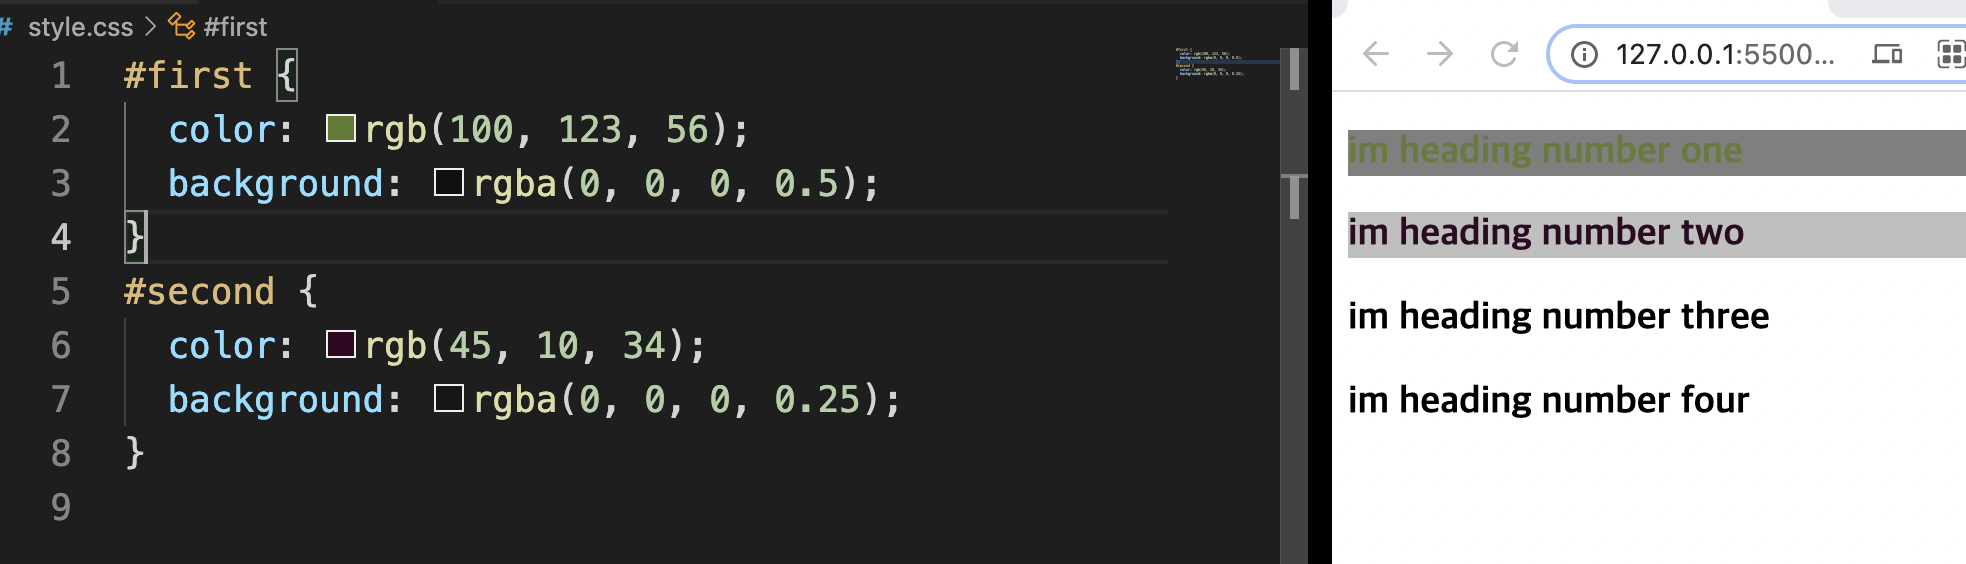 # style.css > #first
1 #first {
2 color: rgb(100, 123, 56);
3 background: rgba(0, 0, 0, 0.5);
4 }
5 #second {
6 color: rgb(45, 10, 34);
7 background: rgba(0, 0, 0, 0.25);
8 }
9
127.0.0.1:5500...
im heading number one
im heading number two
im heading number three
im heading number four